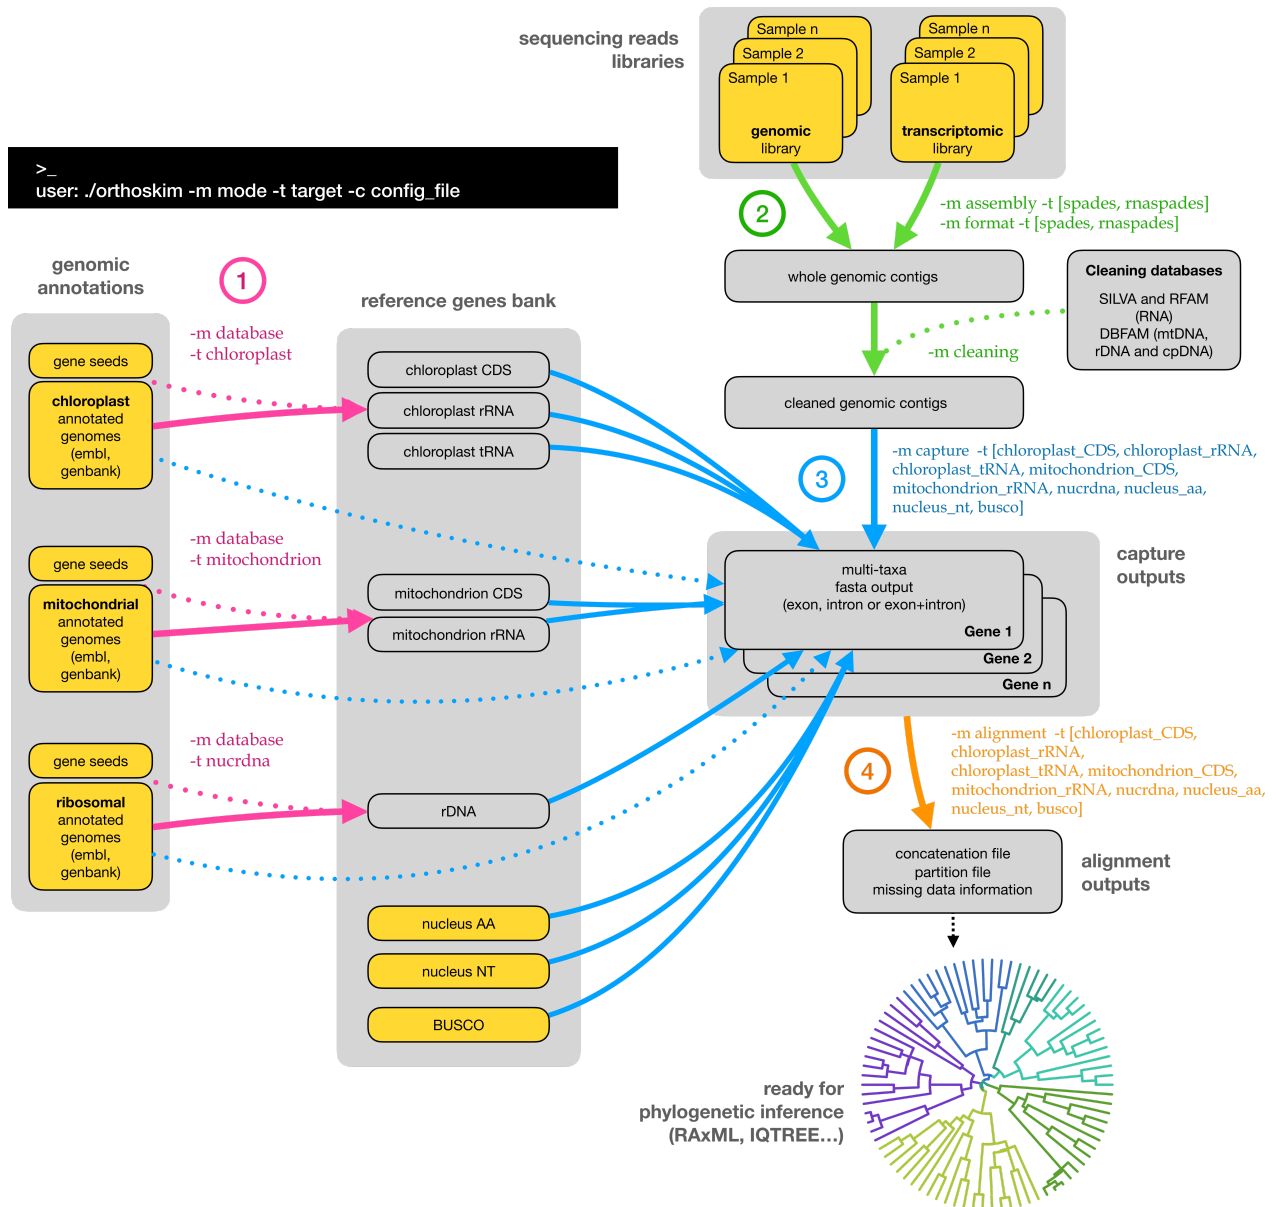 sequencing reads
libraries
Sample n
Sample 2
Sample 1
genomic
library
Sample n
Sample 2
Sample 1
transcriptomic
library
>_
user: ./orthoskim -m mode -t target -c config_file
2
-m assembly -t [spades, rnaspades]
-m format -t [spades, rnaspades]
whole genomic contigs
Cleaning databases
SILVA and RFAM
(RNA)
DBFAM (mtDNA,
rDNA and cpDNA)
-m cleaning
cleaned genomic contigs
genomic
annotations
1
reference genes bank
-m database
-t chloroplast
gene seeds
chloroplast
annotated
genomes
(embl,
genbank)
chloroplast CDS
chloroplast rRNA
chloroplast tRNA
3
-m capture  -t [chloroplast_CDS, chloroplast_rRNA,
chloroplast_tRNA, mitochondrion_CDS,
mitochondrion_rRNA, nucrdna, nucleus_aa,
nucleus_nt, busco]
-m database
-t mitochondrion
gene seeds
mitochondrial
annotated
genomes
(embl,
genbank)
mitochondrion CDS
mitochondrion rRNA
multi-taxa
fasta output
(exon, intron or exon+intron)
Gene 1
Gene 2
Gene n
capture
outputs
-m database
-t nucrdna
gene seeds
ribosomal
annotated
genomes
(embl,
genbank)
rDNA
nucleus AA
nucleus NT
BUSCO
4
-m alignment  -t [chloroplast_CDS,
chloroplast_rRNA,
chloroplast_tRNA, mitochondrion_CDS,
mitochondrion_rRNA, nucrdna, nucleus_aa,
nucleus_nt, busco]
concatenation file
partition file
missing data information
alignment
outputs
ready for
phylogenetic inference
(RAxML, IQTREE…)